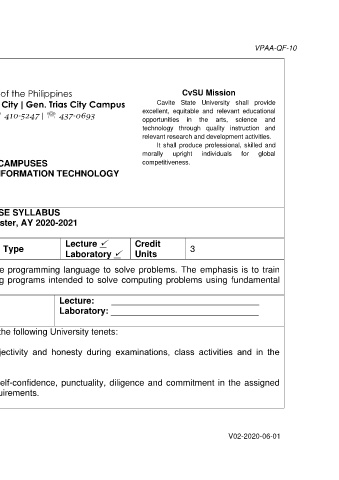 VPAA-QF-10
of the Philippines
City | Gen. Trias City Campus
410-5247 | ☏ 437-0693
CvSU Mission
Cavite State University shall provide
excellent, equitable and relevant educational
opportunities in the arts, science and
technology through quality instruction and
relevant research and development activities.
It shall produce professional, skilled and
morally upright individuals for global
competitiveness.
CAMPUSES
NFORMATION TECHNOLOGY
SE SYLLABUS
ster, AY 2020-2021
Type
Lecture ✓
Laboratory ✓
Credit
Units
3
e programming language to solve problems. The emphasis is to train
g programs intended to solve computing problems using fundamental
Lecture: ____________________
Laboratory: ____________________
the following University tenets:
jectivity and honesty during examinations, class activities and in the
elf-confidence, punctuality, diligence and commitment in the assigned
uirements.
V02-2020-06-01